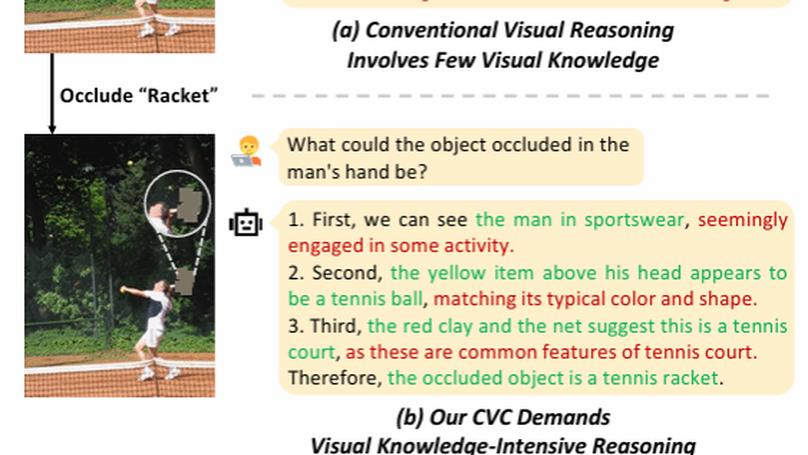 (a) Conventional Visual Reasoning
Involves Few Visual Knowledge
Occlude “Racket”
What could the object occluded in the
man's hand be?
1. First, we can see the man in sportswear, seemingly
engaged in some activity.
2. Second, the yellow item above his head appears to
be a tennis ball, matching its typical color and shape.
3. Third, the red clay and the net suggest this is a tennis
court, as these are common features of tennis court.
Therefore, the occluded object is a tennis racket.
(b) Our CVC Demands
Visual Knowledge-Intensive Reasoning